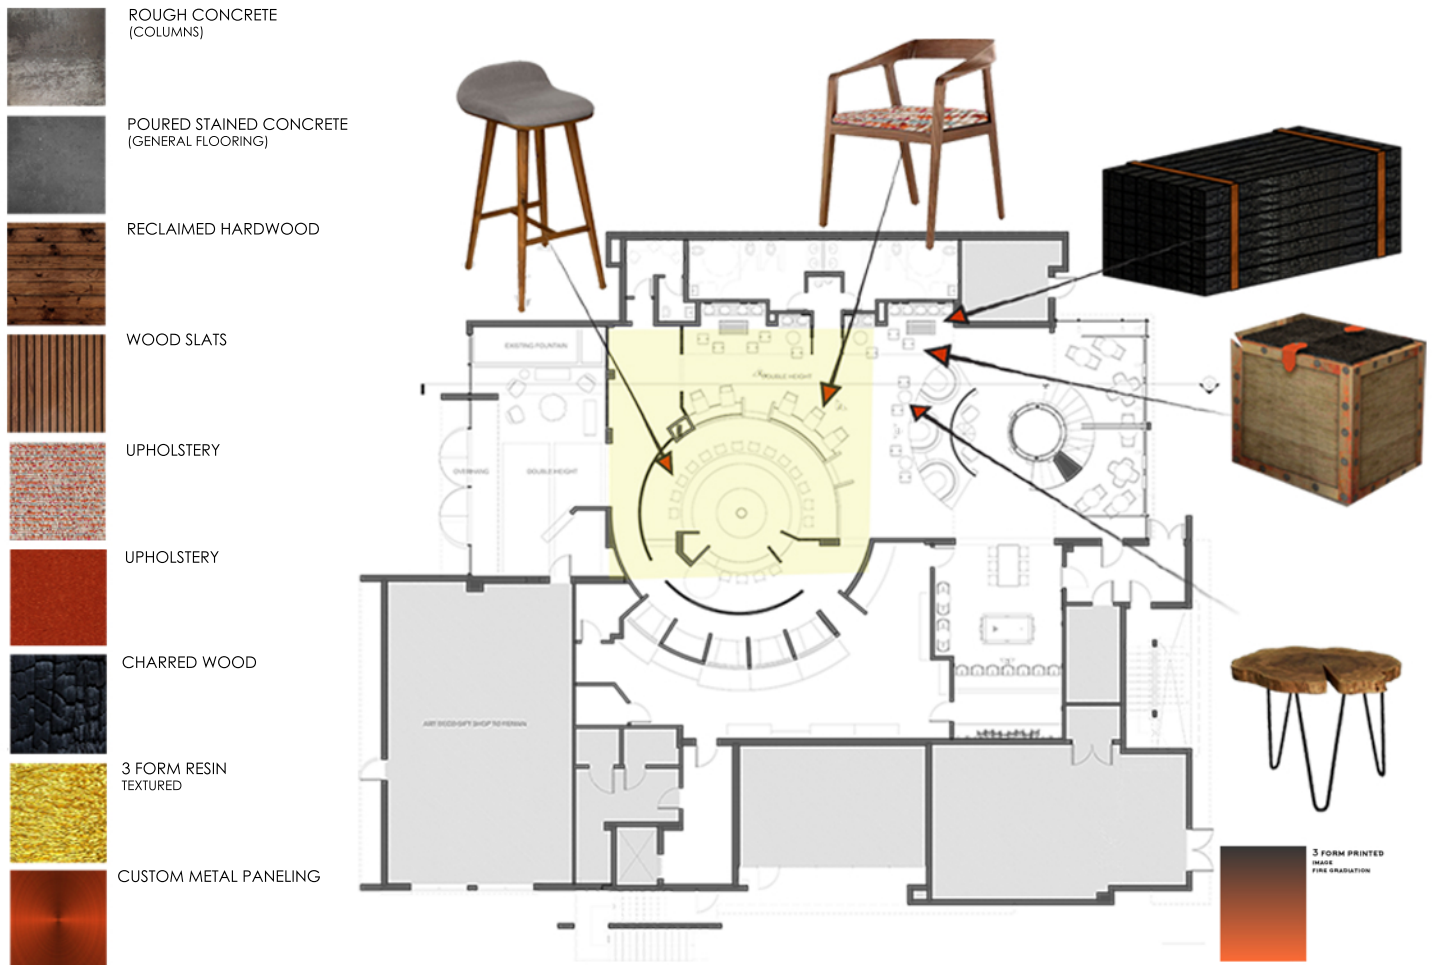 ROUGH CONCRETE
(COLUMNS)
POURED STAINED CONCRETE
(GENERAL FLOORING)
RECLAIMED HARDWOOD
WOOD SLATS
UPHOLSTERY
UPHOLSTERY
CHARRED WOOD
3 FORM RESIN
TEXTURED
CUSTOM METAL PANELING
EXISTING FOUNTAIN
DOUBLE HEIGHT
OVERHANG
DOUBLE HEIGHT
3 FORM PRINTED
IMAGE
FIRE GRADIATION